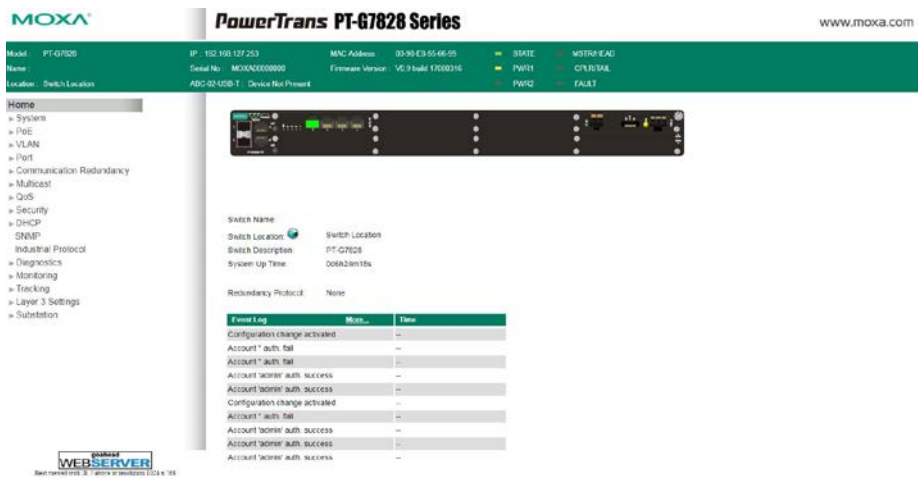 MOXA
PowerTrans PT-G7828 Series
www.moxa.com
Model : PT-G7828
IP : 192.168.127.253
MAC Address : 00-90-E8-55-66-99
STATE
MSTR/HEAD
Name :
Serial No : MOXA00000000
Firmware Version : V0.9 build 17080316
PWR1
CPLR/TAIL
Location : Switch Location
ABC-02-USB-T : Device Not Present
PWR2
FAULT
Home
System
PoE
VLAN
Port
Communication Redundancy
Multicast
QoS
Security
DHCP
SNMP
Industrial Protocol
Diagnostics
Monitoring
Tracking
Layer 3 Settings
Substation
Switch Name
Switch Location: Switch Location
Switch Description PT-G7828
System Up Time
Redundancy Protocol: None
Event Log More... Time
Configuration change activated --
Account '' auth. fail --
Account '' auth. fail --
Account 'admin' auth. success --
Account 'admin' auth. success --
Configuration change activated --
Account '' auth. fail --
Account 'admin' auth. success --
Account 'admin' auth. success --
Account 'admin' auth. success --
goahead
WEBSERVER